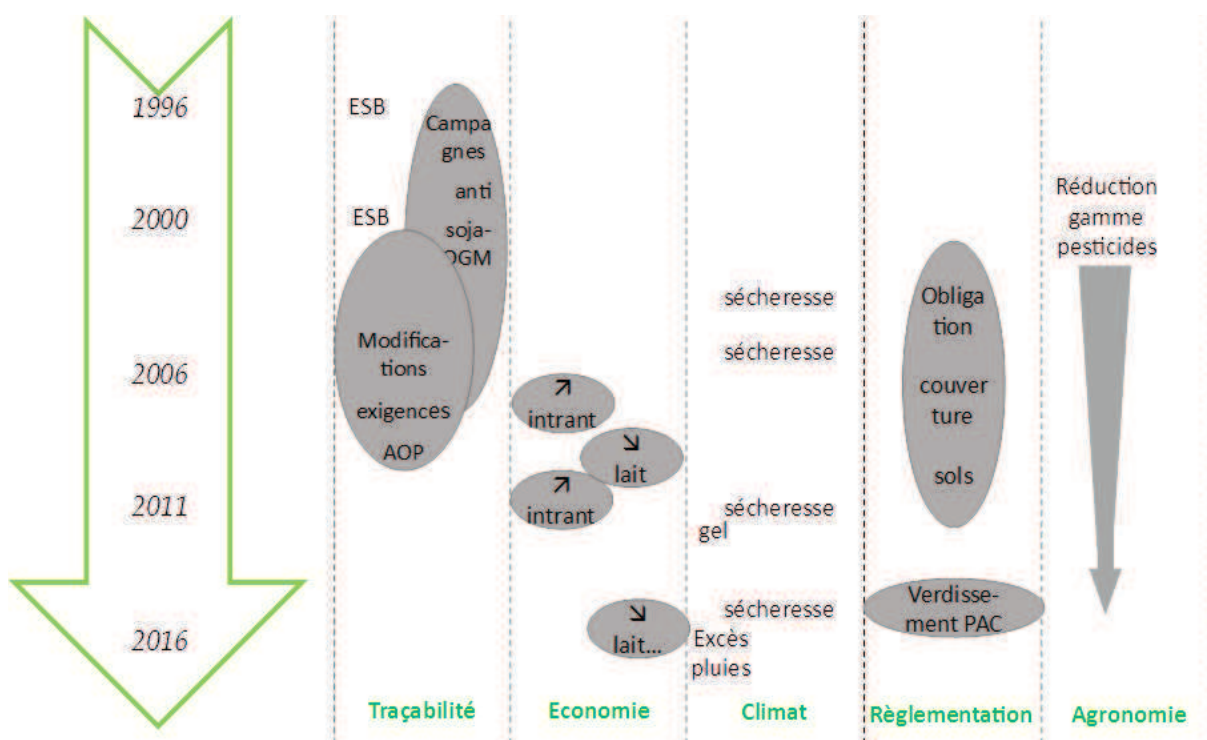 1996
2000
2006
2011
2016
ESB
ESB
Campa
gnes
anti
soja-
OGM
Modifica-
tions
exigences
AOP
↗
intrant
↘
lait
↗
intrant
↘
lait...
sécheresse
sécheresse
sécheresse
gel
sécheresse
Excès
pluies
Obliga
tion
couver
ture
sols
Verdisse-
ment PAC
Réduction
gamme
pesticides
Traçabilité
Economie
Climat
Règlementation
Agronomie